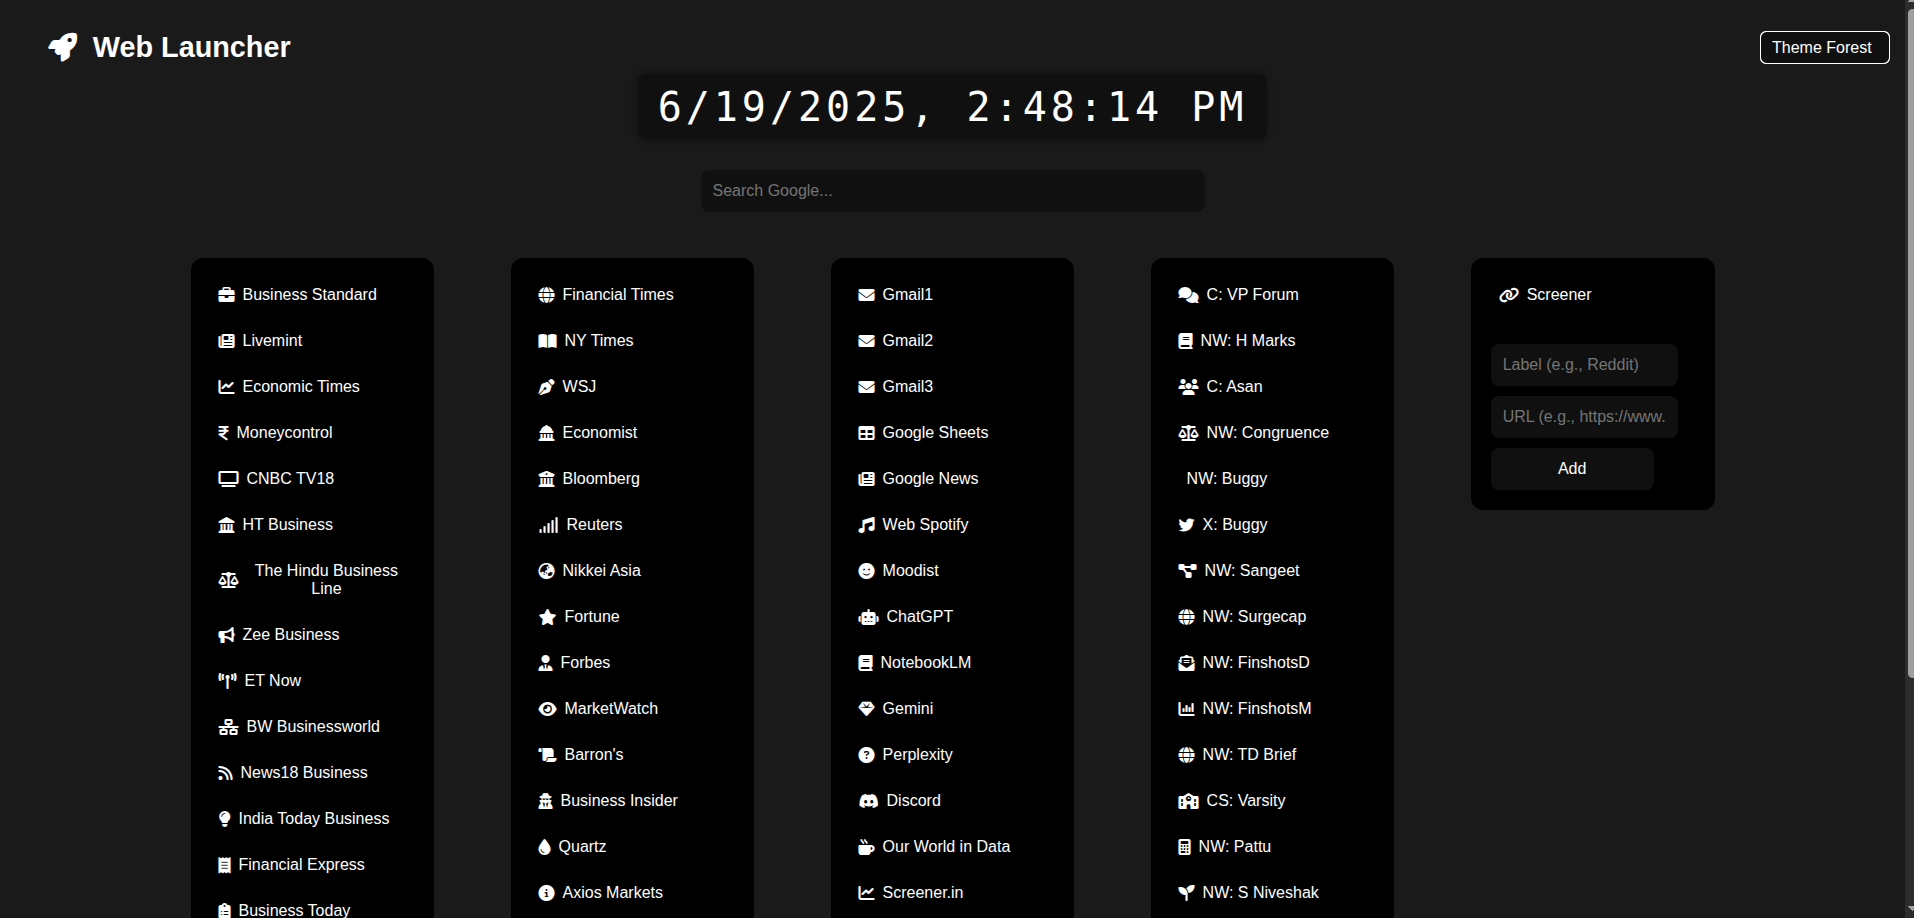 Web Launcher
Theme Forest
6/19/2025, 2:48:14 PM
Search Google...
Business Standard
Livemint
Economic Times
Moneycontrol
CNBC TV18
HT Business
The Hindu Business
Line
Zee Business
ET Now
BW Businessworld
News18 Business
India Today Business
Financial Express
Business Today
Financial Times
NY Times
WSJ
Economist
Bloomberg
Reuters
Nikkei Asia
Fortune
Forbes
MarketWatch
Barron's
Business Insider
Quartz
Axios Markets
Gmail1
Gmail2
Gmail3
Google Sheets
Google News
Web Spotify
Moodist
ChatGPT
NotebookLM
Gemini
Perplexity
Discord
Our World in Data
Screener.in
C: VP Forum
NW: H Marks
C: Asan
NW: Congruence
NW: Buggy
X: Buggy
NW: Sangeet
NW: Surgecap
NW: FinshotsD
NW: FinshotsM
NW: TD Brief
CS: Varsity
NW: Pattu
NW: S Niveshak
Screener
Label (e.g., Reddit)
URL (e.g., https://www.
Add